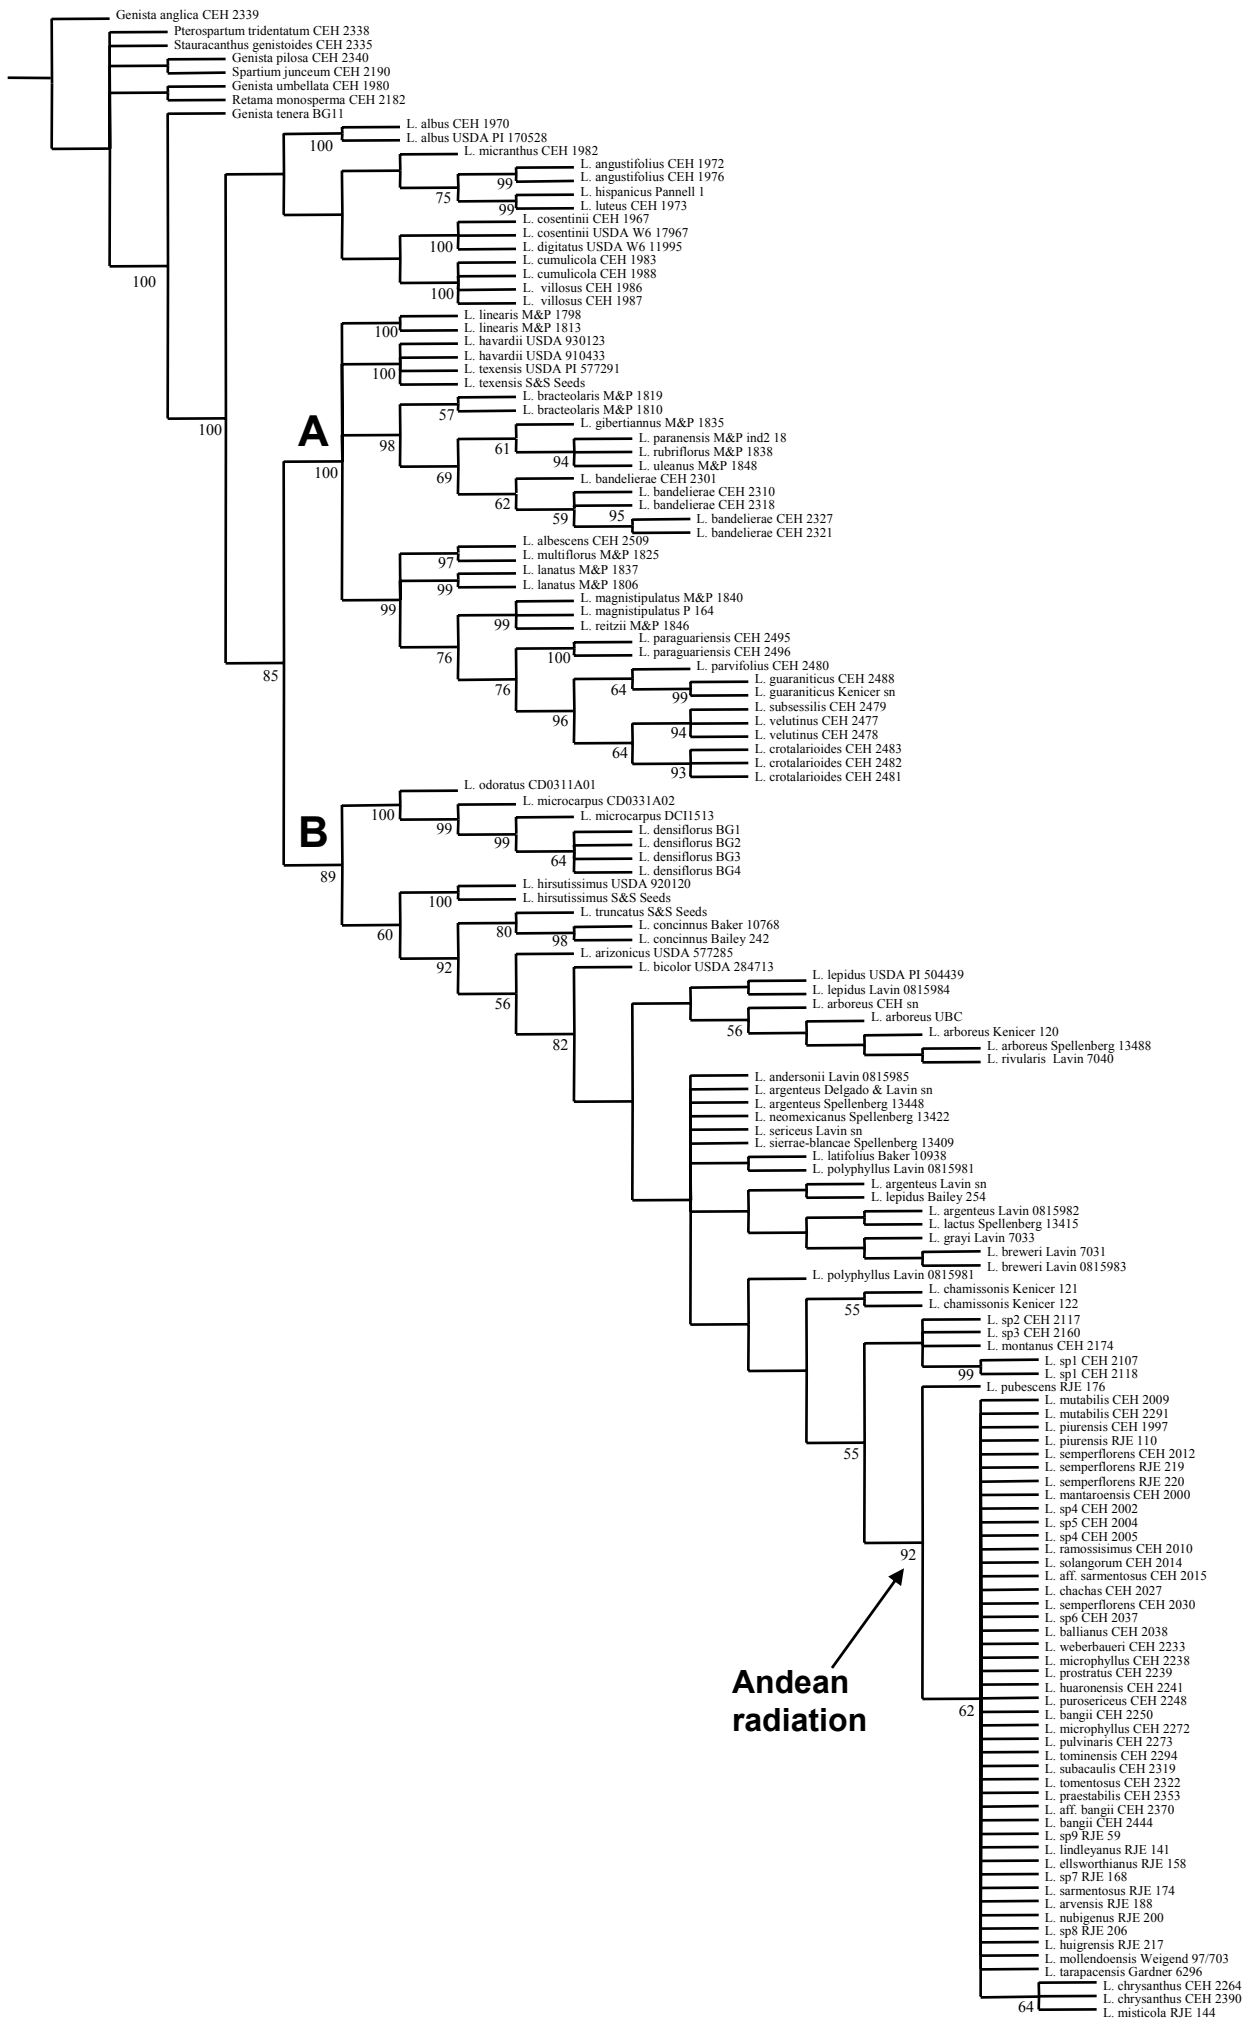 Genista anglica CEH 2339
Pterospartum tridentatum CEH 2338
Stauracanthus genistoides CEH 2335
Genista pilosa CEH 2340
Spartium junceum CEH 2190
Genista umbellata CEH 1980
Retama monosperma CEH 2182
Genista tenera BG11
L. albus CEH 1970
L. albus USDA PI 170528
100
L. micranthus CEH 1982
L. angustifolius CEH 1972
L. angustifolius CEH 1976
99
75
L. hispanicus Pannell 1
L. luteus CEH 1973
99
L. cosentinii CEH 1967
L. cosentinii USDA W6 17967
100
L. digitatus USDA W6 11995
L. cumulicola CEH 1983
L. cumulicola CEH 1988
100
L. villosus CEH 1986
100
L. villosus CEH 1987
L. linearis M&P 1798
L. linearis M&P 1813
100
L. havardii USDA 930123
L. havardii USDA 910433
L. texensis USDA PI 577291
100
L. texensis S&S Seeds
L. bracteolaris M&P 1819
L. bracteolaris M&P 1810
57
L. gibertiannus M&P 1835
100
A
L. paranensis M&P ind2 18
98
61
L. rubriflorus M&P 1838
94
L. uleanus M&P 1848
100
69
L. bandelierae CEH 2301
L. bandelierae CEH 2310
62
L. bandelierae CEH 2318
59
95
L. bandelierae CEH 2327
L. bandelierae CEH 2321
L. albescens CEH 2509
L. multiflorus M&P 1825
97
L. lanatus M&P 1837
L. lanatus M&P 1806
99
L. magnistipulatus M&P 1840
99
L. magnistipulatus P 164
99
L. reitzii M&P 1846
L. paraguariensis CEH 2495
L. paraguariensis CEH 2496
76
100
L. parvifolius CEH 2480
85
76
L. guaraniticus CEH 2488
64
L. guaraniticus Kenicer sn
99
L. subsessilis CEH 2479
96
L. velutinus CEH 2477
94
L. velutinus CEH 2478
64
L. crotalarioides CEH 2483
L. crotalarioides CEH 2482
93
L. crotalarioides CEH 2481
L. odoratus CD0311A01
L. microcarpus CD0331A02
100
L. microcarpus DCI1513
99
B
L. densiflorus BG1
99
L. densiflorus BG2
64
L. densiflorus BG3
L. densiflorus BG4
89
L. hirsutissimus USDA 920120
100
L. hirsutissimus S&S Seeds
L. truncatus S&S Seeds
60
80
L. concinnus Baker 10768
98
L. concinnus Bailey 242
L. arizonicus USDA 577285
92
L. bicolor USDA 284713
L. lepidus USDA PI 504439
L. lepidus Lavin 0815984
56
L. arboreus CEH sn
L. arboreus UBC
56
L. arboreus Kenicer 120
82
L. arboreus Spellenberg 13488
L. rivularis Lavin 7040
L. andersonii Lavin 0815985
L. argenteus Delgado & Lavin sn
L. argenteus Spellenberg 13448
L. neomexicanus Spellenberg 13422
L. sericeus Lavin sn
L. sierrae-blancae Spellenberg 13409
L. latifolius Baker 10938
L. polyphyllus Lavin 0815981
L. argenteus Lavin sn
L. lepidus Bailey 254
L. argenteus Lavin 0815982
L. lactus Spellenberg 13415
L. grayi Lavin 7033
L. breweri Lavin 7031
L. breweri Lavin 0815983
L. polyphyllus Lavin 0815981
L. chamissonis Kenicer 121
55
L. chamissonis Kenicer 122
L. sp2 CEH 2117
L. sp3 CEH 2160
L. montanus CEH 2174
L. sp1 CEH 2107
99
L. sp1 CEH 2118
L. pubescens RJE 176
L. mutabilis CEH 2009
L. mutabilis CEH 2291
L. piurensis CEH 1997
L. piurensis RJE 110
55
L. semperflorens CEH 2012
L. semperflorens RJE 219
L. semperflorens RJE 220
L. mantaroensis CEH 2000
L. sp4 CEH 2002
L. sp5 CEH 2004
L. sp4 CEH 2005
92
L. ramossisimus CEH 2010
L. solangorum CEH 2014
L. aff. sarmentosus CEH 2015
L. chachas CEH 2027
L. semperflorens CEH 2030
L. sp6 CEH 2037
L. ballianus CEH 2038
L. weberbaueri CEH 2233
L. microphyllus CEH 2238
Andean
radiation
L. prostratus CEH 2239
L. huaronensis CEH 2241
62
L. purosericeus CEH 2248
L. bangii CEH 2250
L. microphyllus CEH 2272
L. pulvinaris CEH 2273
L. tominensis CEH 2294
L. subacaulis CEH 2319
L. tomentosus CEH 2322
L. praestabilis CEH 2353
L. aff. bangii CEH 2370
L. bangii CEH 2444
L. sp9 RJE 59
L. lindleyanus RJE 141
L. ellsworthianus RJE 158
L. sp7 RJE 168
L. sarmentosus RJE 174
L. arvensis RJE 188
L. nubigenus RJE 200
L. sp8 RJE 206
L. huigrensis RJE 217
L. mollendoensis Weigend 97/703
L. tarapacensis Gardner 6296
L. chrysanthus CEH 2264
L. chrysanthus CEH 2390
64
L. misticola RJE 144